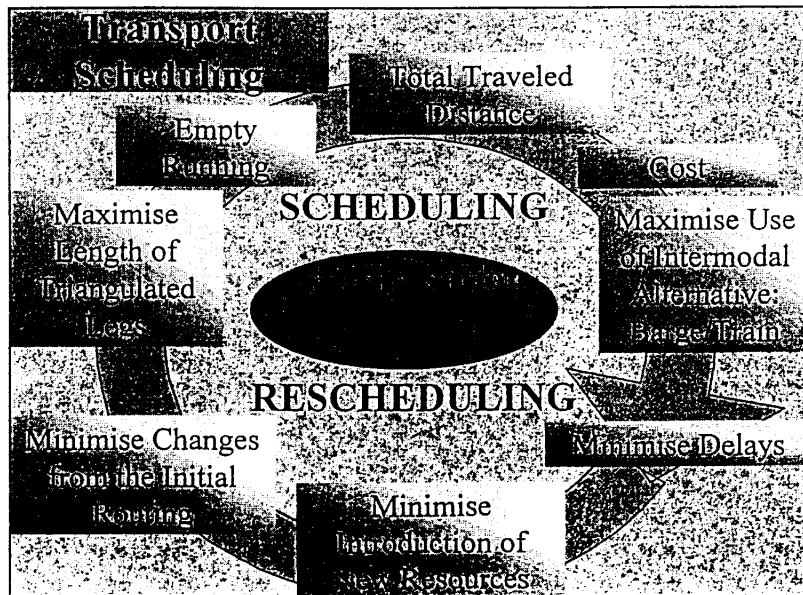 Transport
Scheduling
Total Traveled
Distance
Empty
Running
Cost
SCHEDULING
Maximise
Length of
Triangulated
Legs
Maximise Use
of Intermodal
Alternative:
Barge/Train
RESCHEDULING
Minimise Changes
from the Initial
Routing
Minimise Delays
Minimise
Introduction of
New Resources